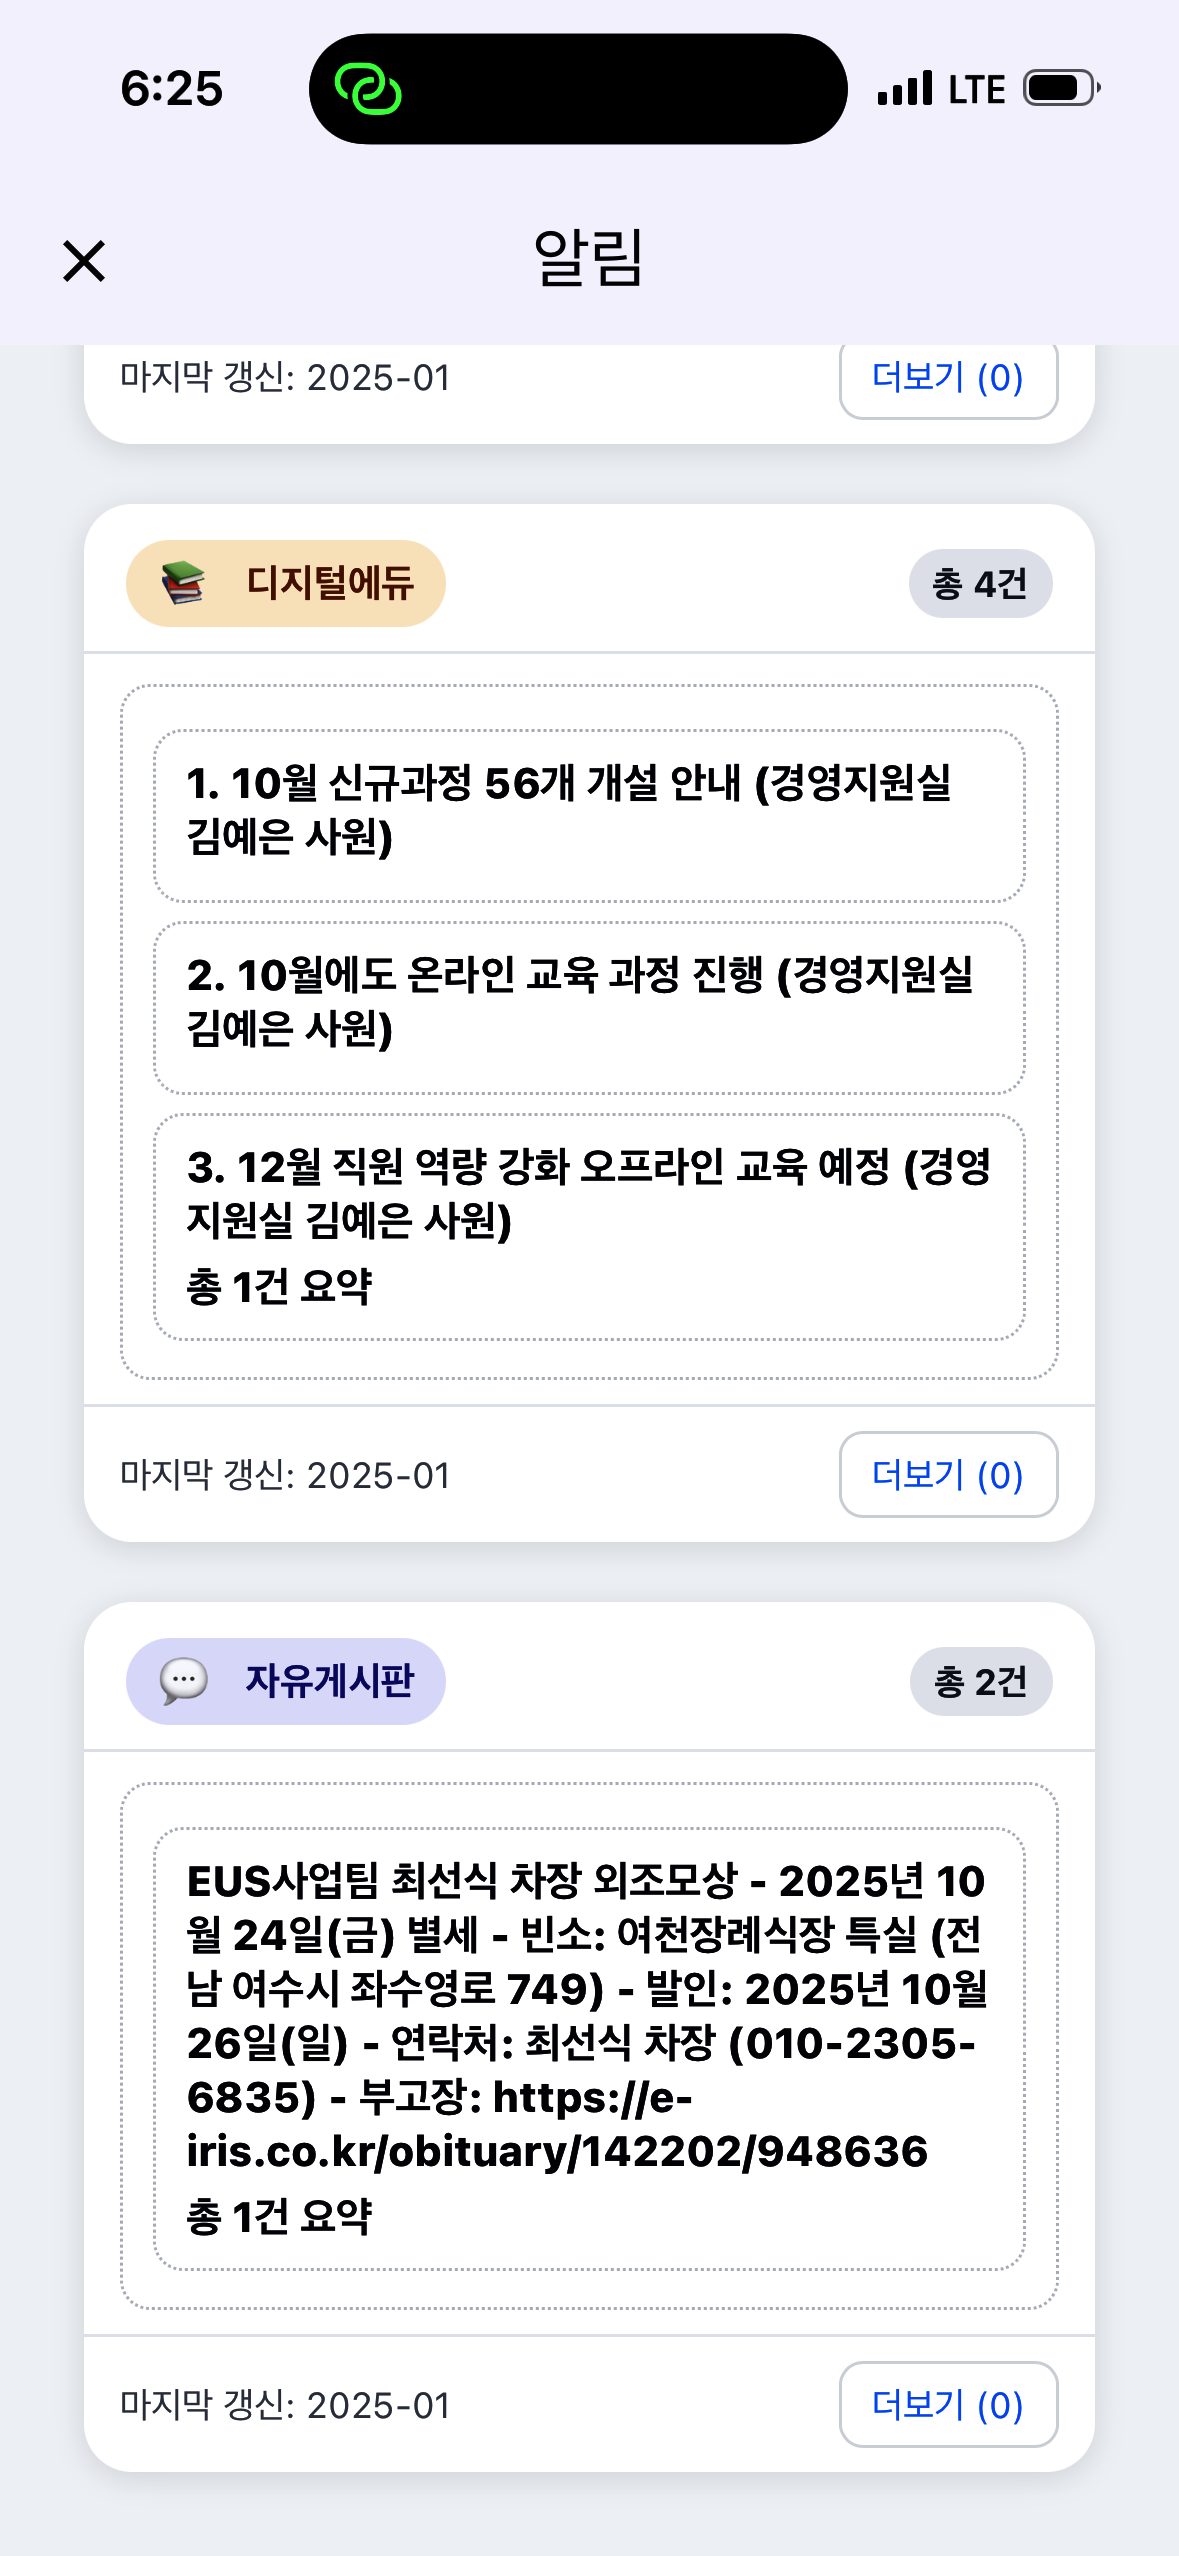 6:25
LTE
알림
마지막 갱신: 2025-01
더보기 (0)
디지털에듀
총 4건
1. 10월 신규과정 56개 개설 안내 (경영지원실
김예은 사원)
2. 10월에도 온라인 교육 과정 진행 (경영지원실
김예은 사원)
3. 12월 직원 역량 강화 오프라인 교육 예정 (경영
지원실 김예은 사원)
총 1건 요약
마지막 갱신: 2025-01
더보기 (0)
자유게시판
총 2건
EUS사업팀 최선식 차장 외조모상 - 2025년 10
월 24일(금) 별세 - 빈소: 여천장례식장 특실 (전
남 여수시 좌수영로 749) - 발인: 2025년 10월
26일(일) - 연락처: 최선식 차장 (010-2305-
6835) - 부고장: https://e-
iris.co.kr/obituary/142202/948636
총 1건 요약
마지막 갱신: 2025-01
더보기 (0)